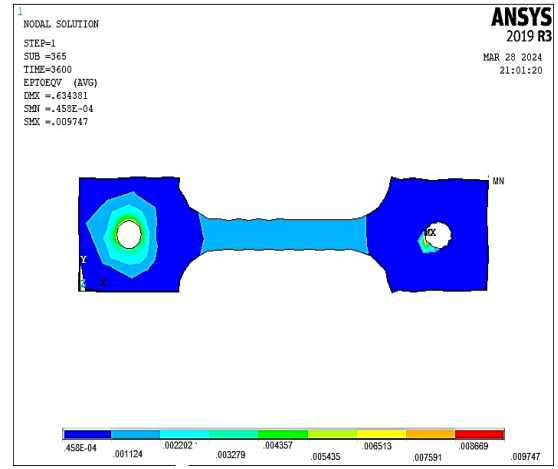 1
NODAL SOLUTION
STEP=1
SUB =365
TIME=3600
EPTOEQV (AVG)
DMX =.634381
SMN =.458E-04
SMX =.009747
ANSYS
2019 R3
MAR 28 2024
21:01:20
MN
MX
Y
X
.458E-04 .002202 .004357 .006513 .008669
.001124 .003279 .005435 .007591 .009747